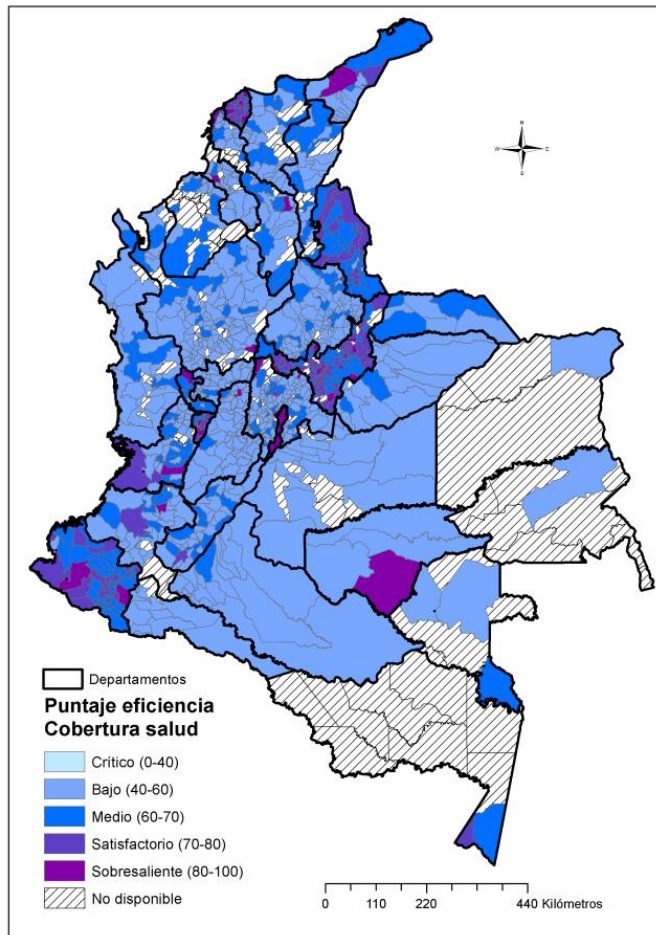 N
W E
S
Departamentos
Puntaje eficiencia
Cobertura salud
Crítico (0-40)
Bajo (40-60)
Medio (60-70)
Satisfactorio (70-80)
Sobresaliente (80-100)
No disponible
0 110 220 440 Kilómetros